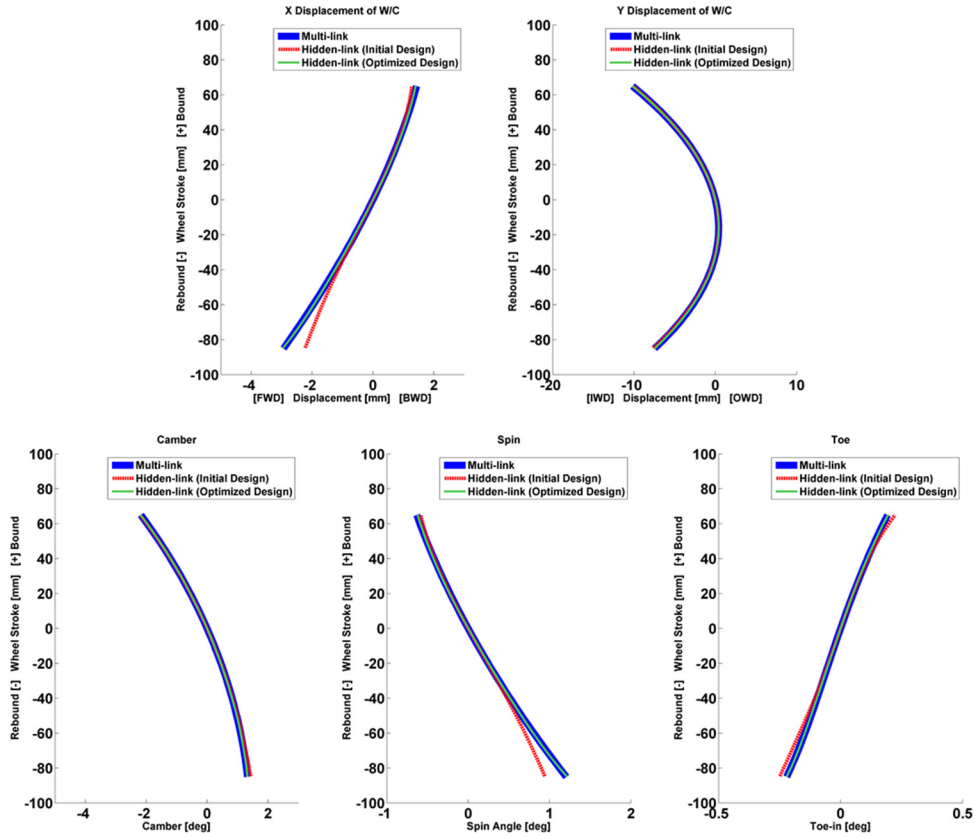 X Displacement of W/C
100
80
60
40
20
0
-20
-40
-60
-80
-100
Rebound [-] Wheel Stroke [mm] [+] Bound
Multi-link
Hidden-link (Initial Design)
Hidden-link (Optimized Design)
-4 -2 0 2
[FWD] Displacement [mm] [BWD]
Y Displacement of W/C
100
80
60
40
20
0
-20
-40
-60
-80
-100
Rebound [-] Wheel Stroke [mm] [+] Bound
Multi-link
Hidden-link (Initial Design)
Hidden-link (Optimized Design)
-20 -10 0 10
[IWD] Displacement [mm] [OWD]
Camber
100
80
60
40
20
0
-20
-40
-60
-80
-100
Rebound [-] Wheel Stroke [mm] [+] Bound
Multi-link
Hidden-link (Initial Design)
Hidden-link (Optimized Design)
-4 -2 0 2
Camber [deg]
Spin
100
80
60
40
20
0
-20
-40
-60
-80
-100
Rebound [-] Wheel Stroke [mm] [+] Bound
Multi-link
Hidden-link (Initial Design)
Hidden-link (Optimized Design)
-1 0 1 2
Spin Angle [deg]
Toe
100
80
60
40
20
0
-20
-40
-60
-80
-100
Rebound [-] Wheel Stroke [mm] [+] Bound
Multi-link
Hidden-link (Initial Design)
Hidden-link (Optimized Design)
-0.5 0 0.5
Toe-in [deg]